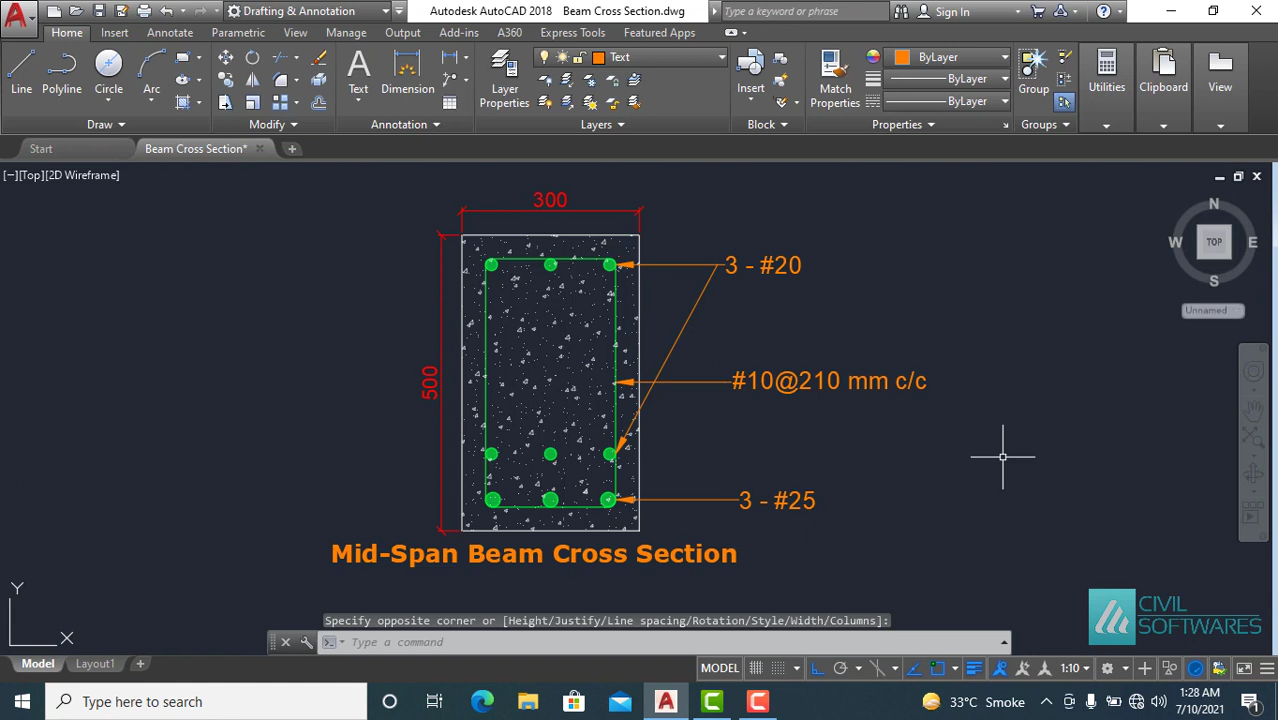 Drafting & Annotation
Autodesk AutoCAD 2018 Beam Cross Section.dwg
Type a keyword or phrase
Sign In
Home Insert Annotate Parametric View Manage Output Add-ins A360 Express Tools Featured Apps
Line Polyline Circle Arc
Text Dimension
Layer Properties
Text
Insert
Match Properties
ByLayer
ByLayer
ByLayer
Group
Utilities
Clipboard
View
Draw Modify Annotation Layers Block Properties Groups
Start Beam Cross Section*
[−][Top][2D Wireframe]
N
W TOP E
S
Unnamed
300
500
3 - #20
#10@210 mm c/c
3 - #25
Mid-Span Beam Cross Section
Y
X
CIVIL
SOFTWARES
Specify opposite corner or [Height/Justify/Line spacing/Rotation/Style/Width/Columns]:
Type a command
Model Layout1
MODEL
1:10
Type here to search
33°C Smoke
1:28 AM
7/10/2021
1